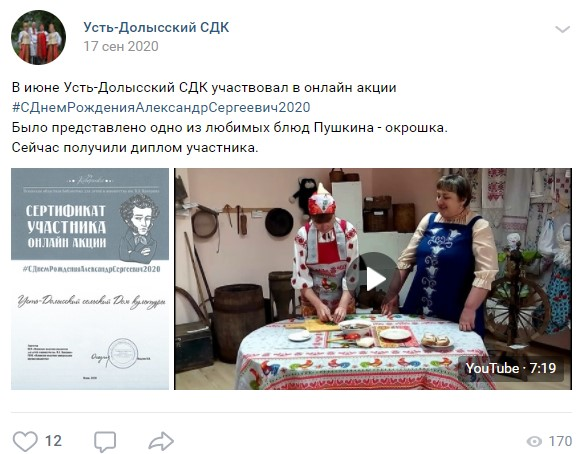 Усть-Долысский СДК
17 сен 2020
В июне Усть-Долысский СДК участвовал в онлайн акции
#СДнемРожденияАлександрСергеевич2020
Было представлено одно из любимых блюд Пушкина - окрошка.
Сейчас получили диплом участника.
СЕРТИФИКАТ
УЧАСТНИКА
ОНЛАЙН АКЦИИ
#СДнемРожденияАлександрСергеевич2020
Усть-Долысский сельский Дом культуры
YouTube · 7:19
12
170